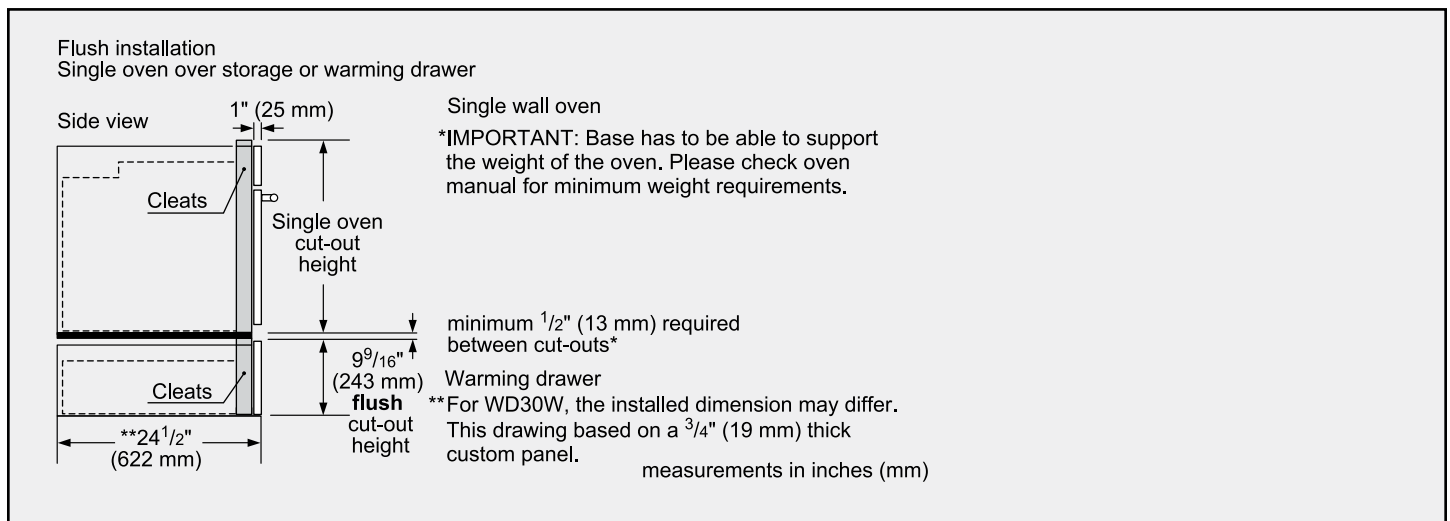 Flush installation
Single oven over storage or warming drawer
Side view
1" (25 mm)
Single wall oven
*IMPORTANT: Base has to be able to support
the weight of the oven. Please check oven
manual for minimum weight requirements.
Cleats
Single oven
cut-out
height
minimum 1/2" (13 mm) required
between cut-outs*
9 9/16"
(243 mm)
flush
cut-out
height
Cleats
Warming drawer
**For WD30W, the installed dimension may differ.
This drawing based on a 3/4" (19 mm) thick
custom panel.
**24 1/2"
(622 mm)
measurements in inches (mm)